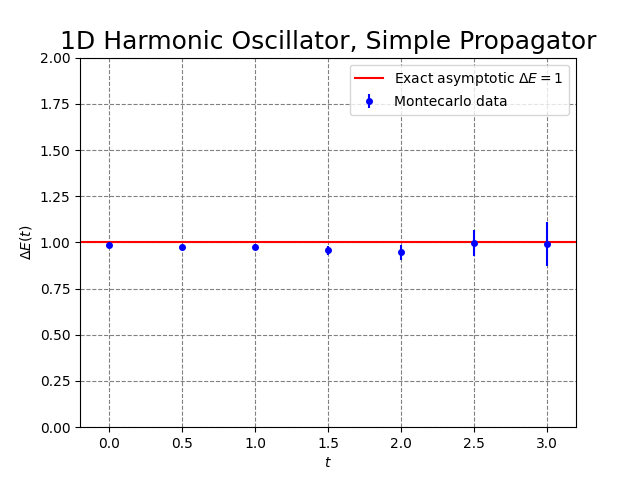 1D Harmonic Oscillator, Simple Propagator
2.00
1.75
1.50
1.25
1.00
0.75
0.50
0.25
0.00
ΔE(t)
Exact asymptotic ΔE = 1
Montecarlo data
0.0 0.5 1.0 1.5 2.0 2.5 3.0
t